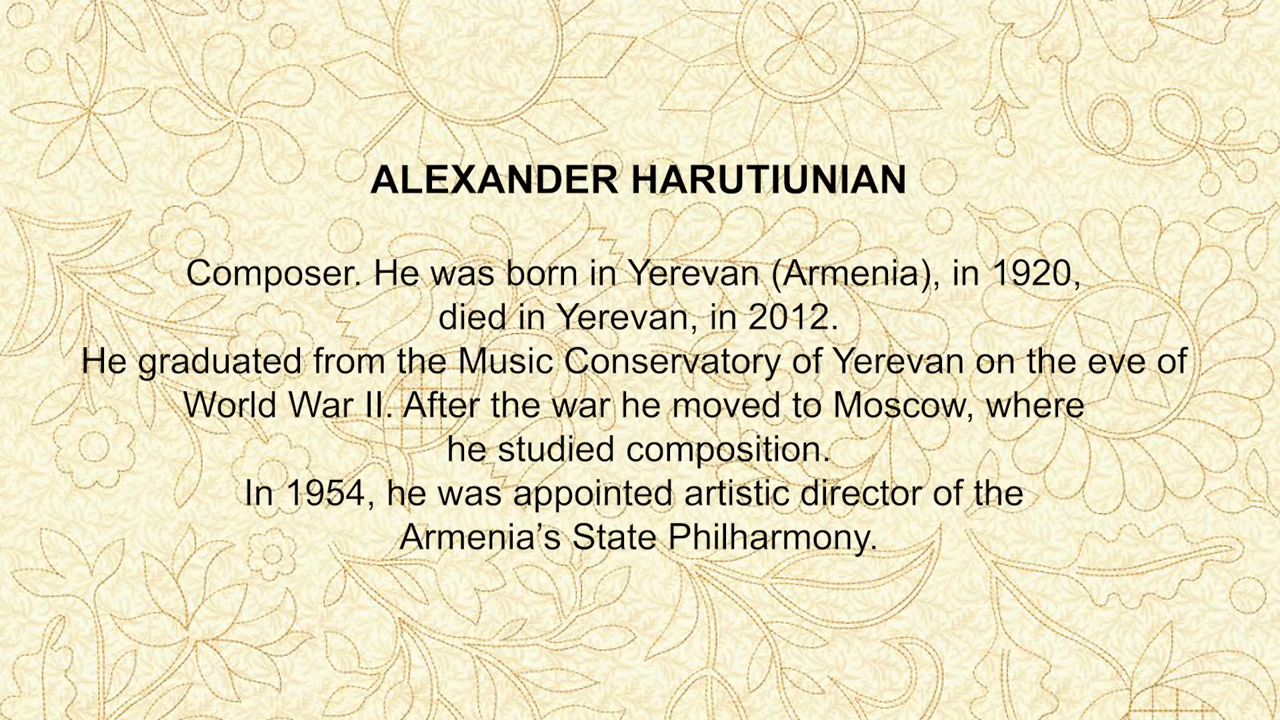 ALEXANDER HARUTIUNIAN
Composer. He was born in Yerevan (Armenia), in 1920,
died in Yerevan, in 2012.
He graduated from the Music Conservatory of Yerevan on the eve of
World War II. After the war he moved to Moscow, where
he studied composition.
In 1954, he was appointed artistic director of the
Armenia’s State Philharmony.